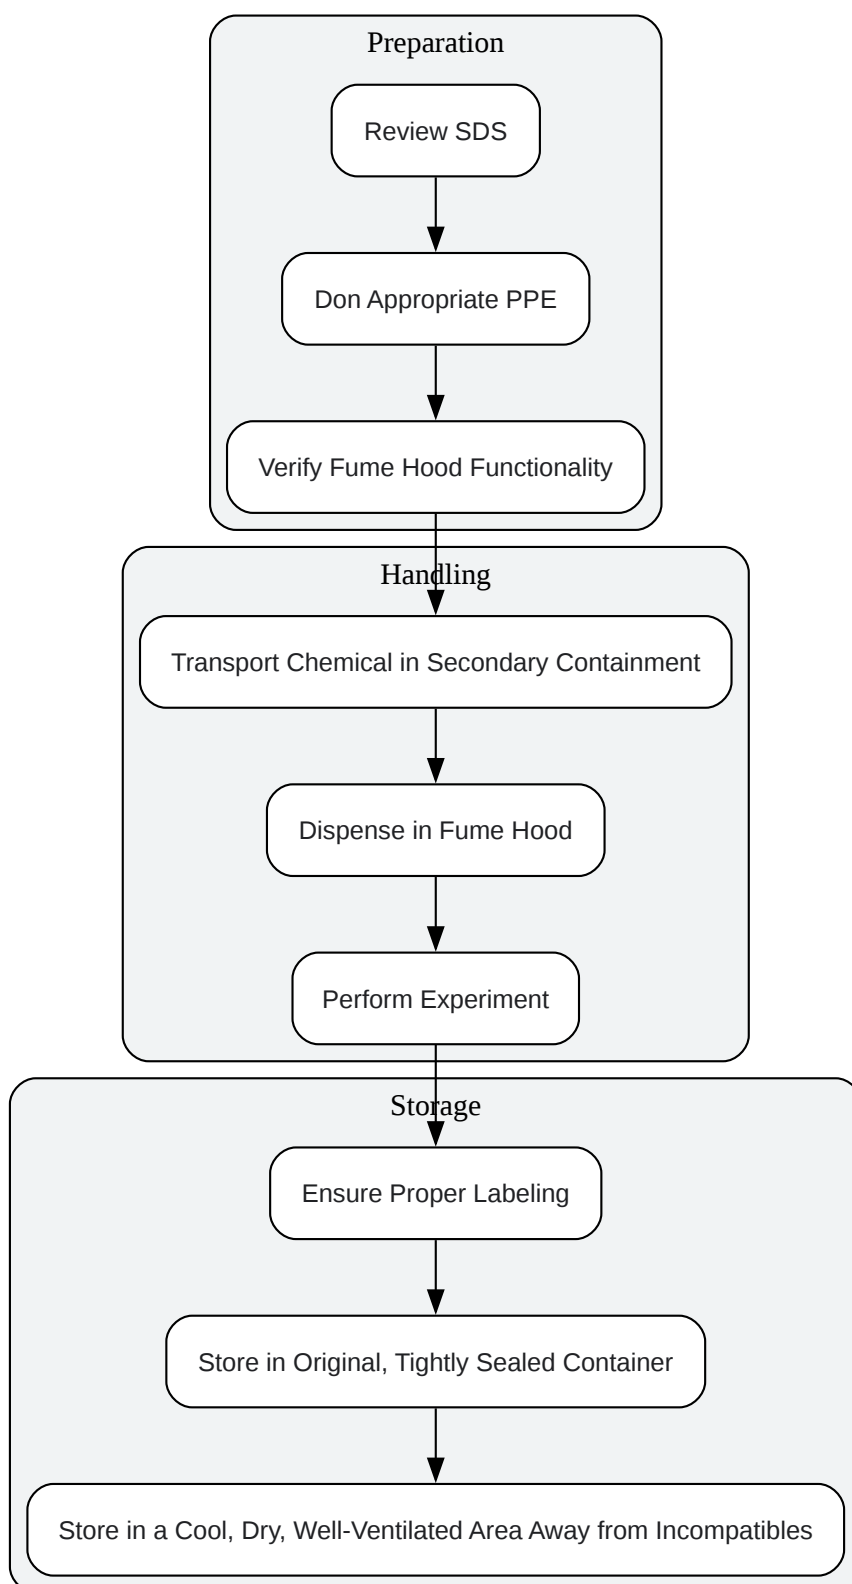 Preparation
Review SDS
Don Appropriate PPE
Verify Fume Hood Functionality
Handling
Transport Chemical in Secondary Containment
Dispense in Fume Hood
Perform Experiment
Storage
Ensure Proper Labeling
Store in Original, Tightly Sealed Container
Store in a Cool, Dry, Well-Ventilated Area Away from Incompatibles